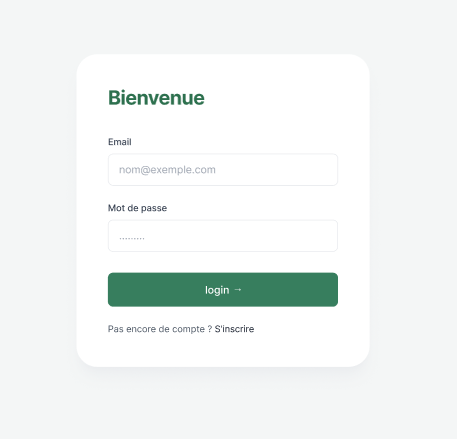 Bienvenue
Email
nom@exemple.com
Mot de passe
.........
login →
Pas encore de compte ? S'inscrire